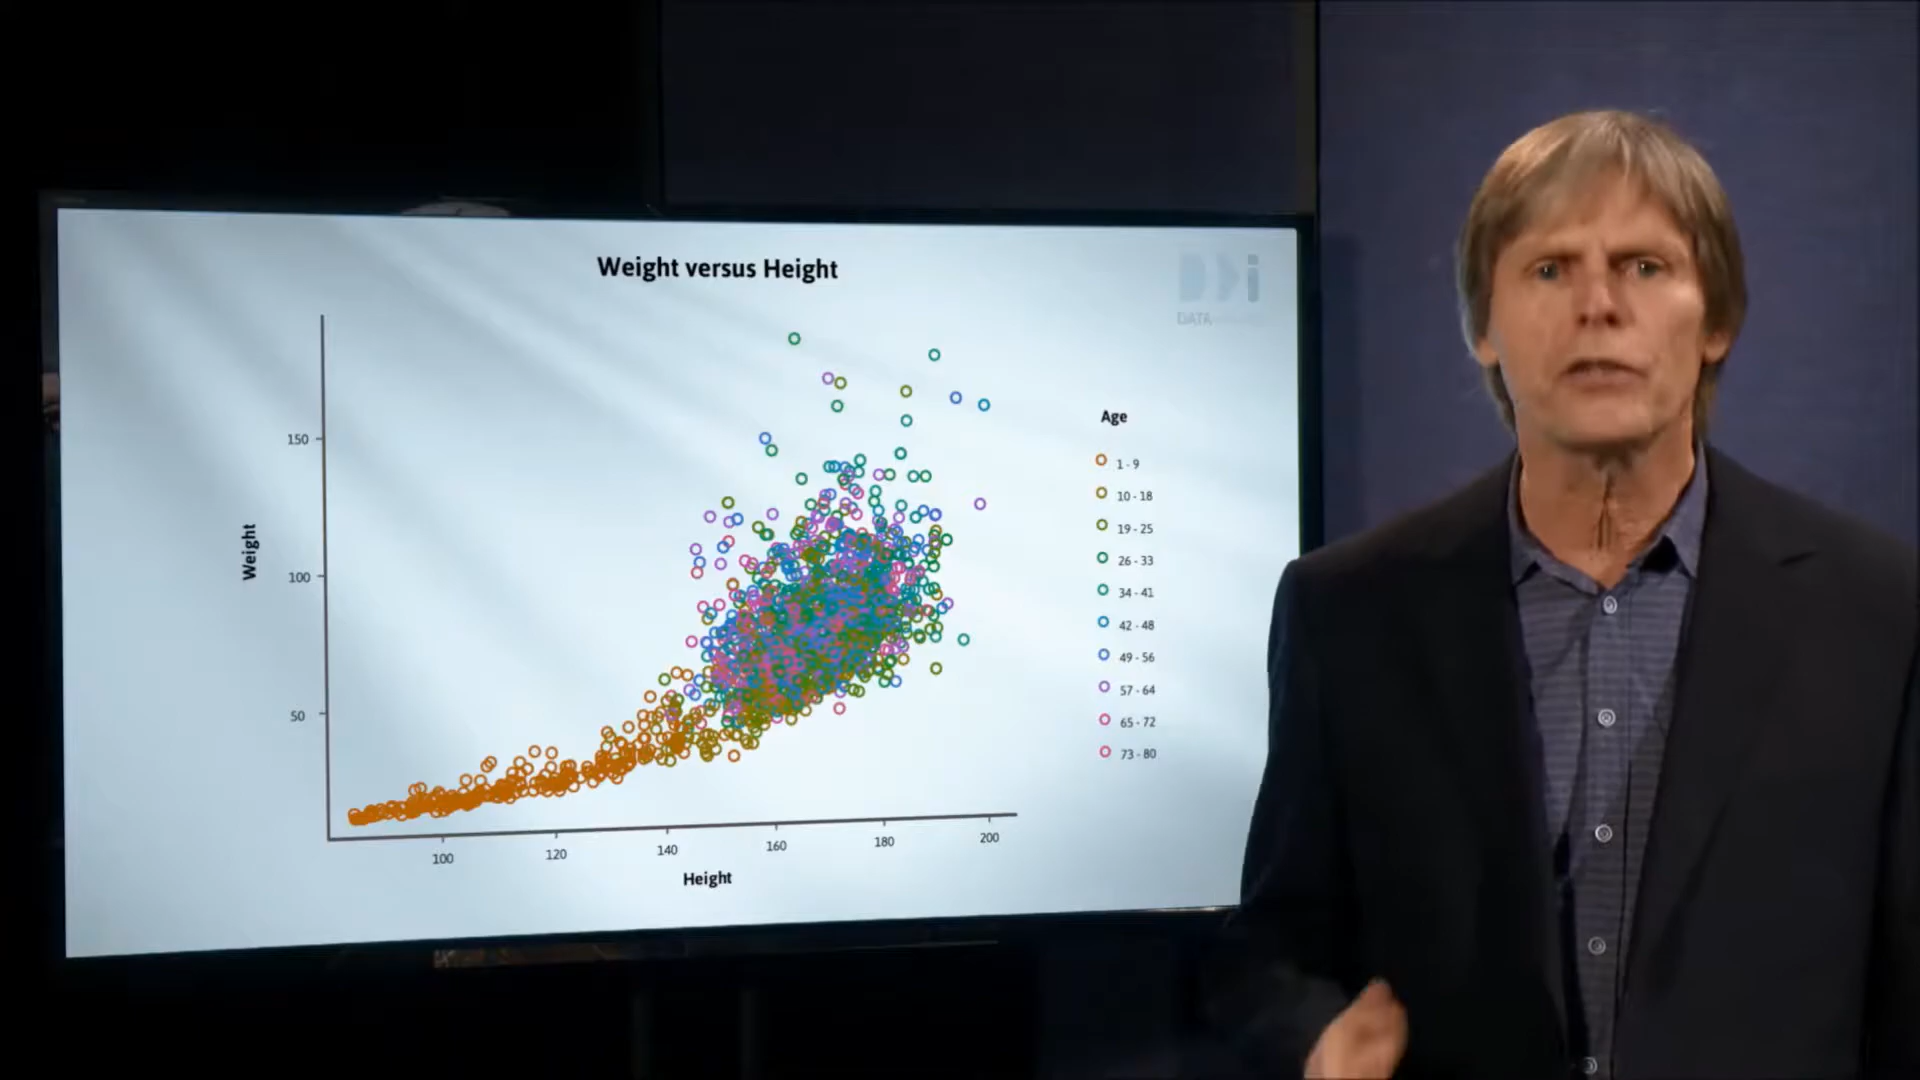 Weight versus Height
DATA
Weight
150
100
50
100
120
140
160
180
200
Height
Age
1 - 9
10 - 18
19 - 25
26 - 33
34 - 41
42 - 48
49 - 56
57 - 64
65 - 72
73 - 80